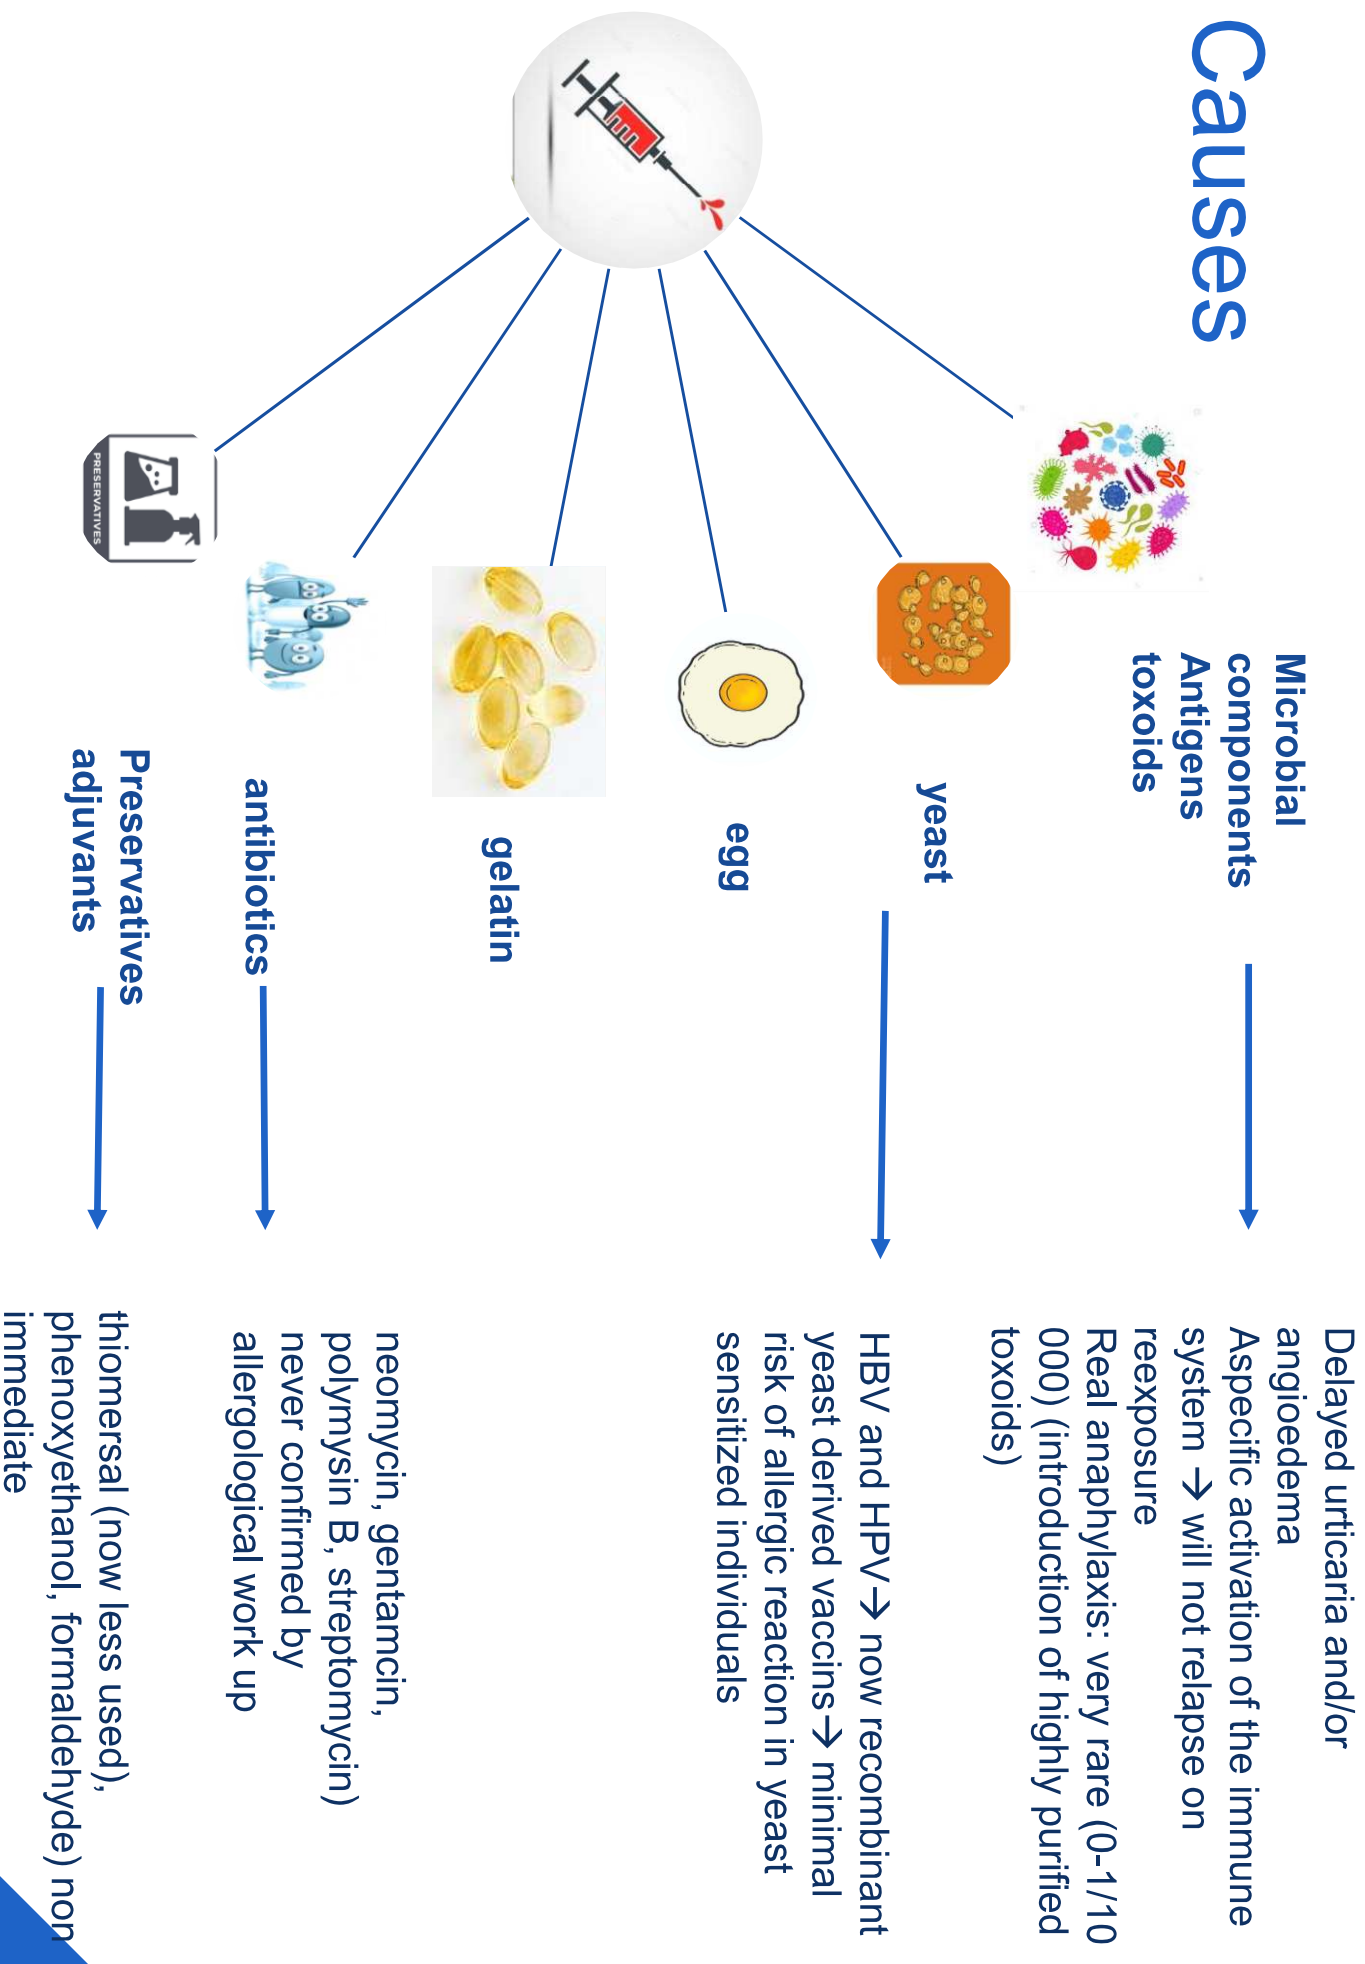 Causes
Microbial
components
Antigens
toxoids
Delayed urticaria and/or
angioedema
Aspecific activation of the immune
system → will not relapse on
reexposure
Real anaphylaxis: very rare (0-1/10
000) (introduction of highly purified
toxoids)
yeast
HBV and HPV→ now recombinant
yeast derived vaccins→ minimal
risk of allergic reaction in yeast
sensitized individuals
egg
gelatin
antibiotics
neomycin, gentamcin,
polymysin B, streptomycin)
never confirmed by
allergological work up
PRESERVATIVES
Preservatives
adjuvants
thiomersal (now less used),
phenoxyethanol, formaldehyde) non
immediate